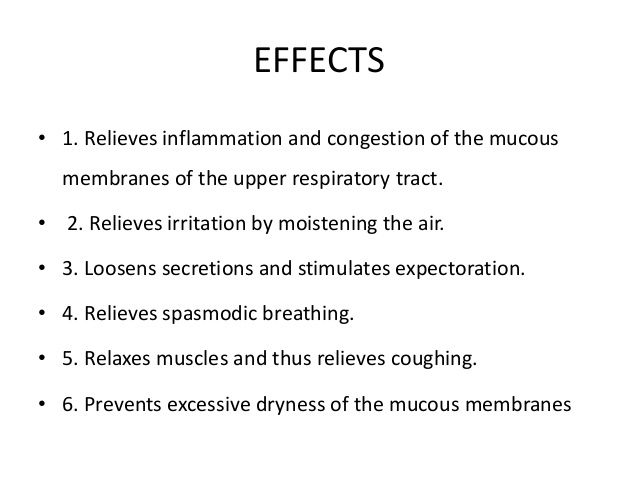 EFFECTS
• 1. Relieves inflammation and congestion of the mucous
membranes of the upper respiratory tract.
• 2. Relieves irritation by moistening the air.
• 3. Loosens secretions and stimulates expectoration.
• 4. Relieves spasmodic breathing.
• 5. Relaxes muscles and thus relieves coughing.
• 6. Prevents excessive dryness of the mucous membranes